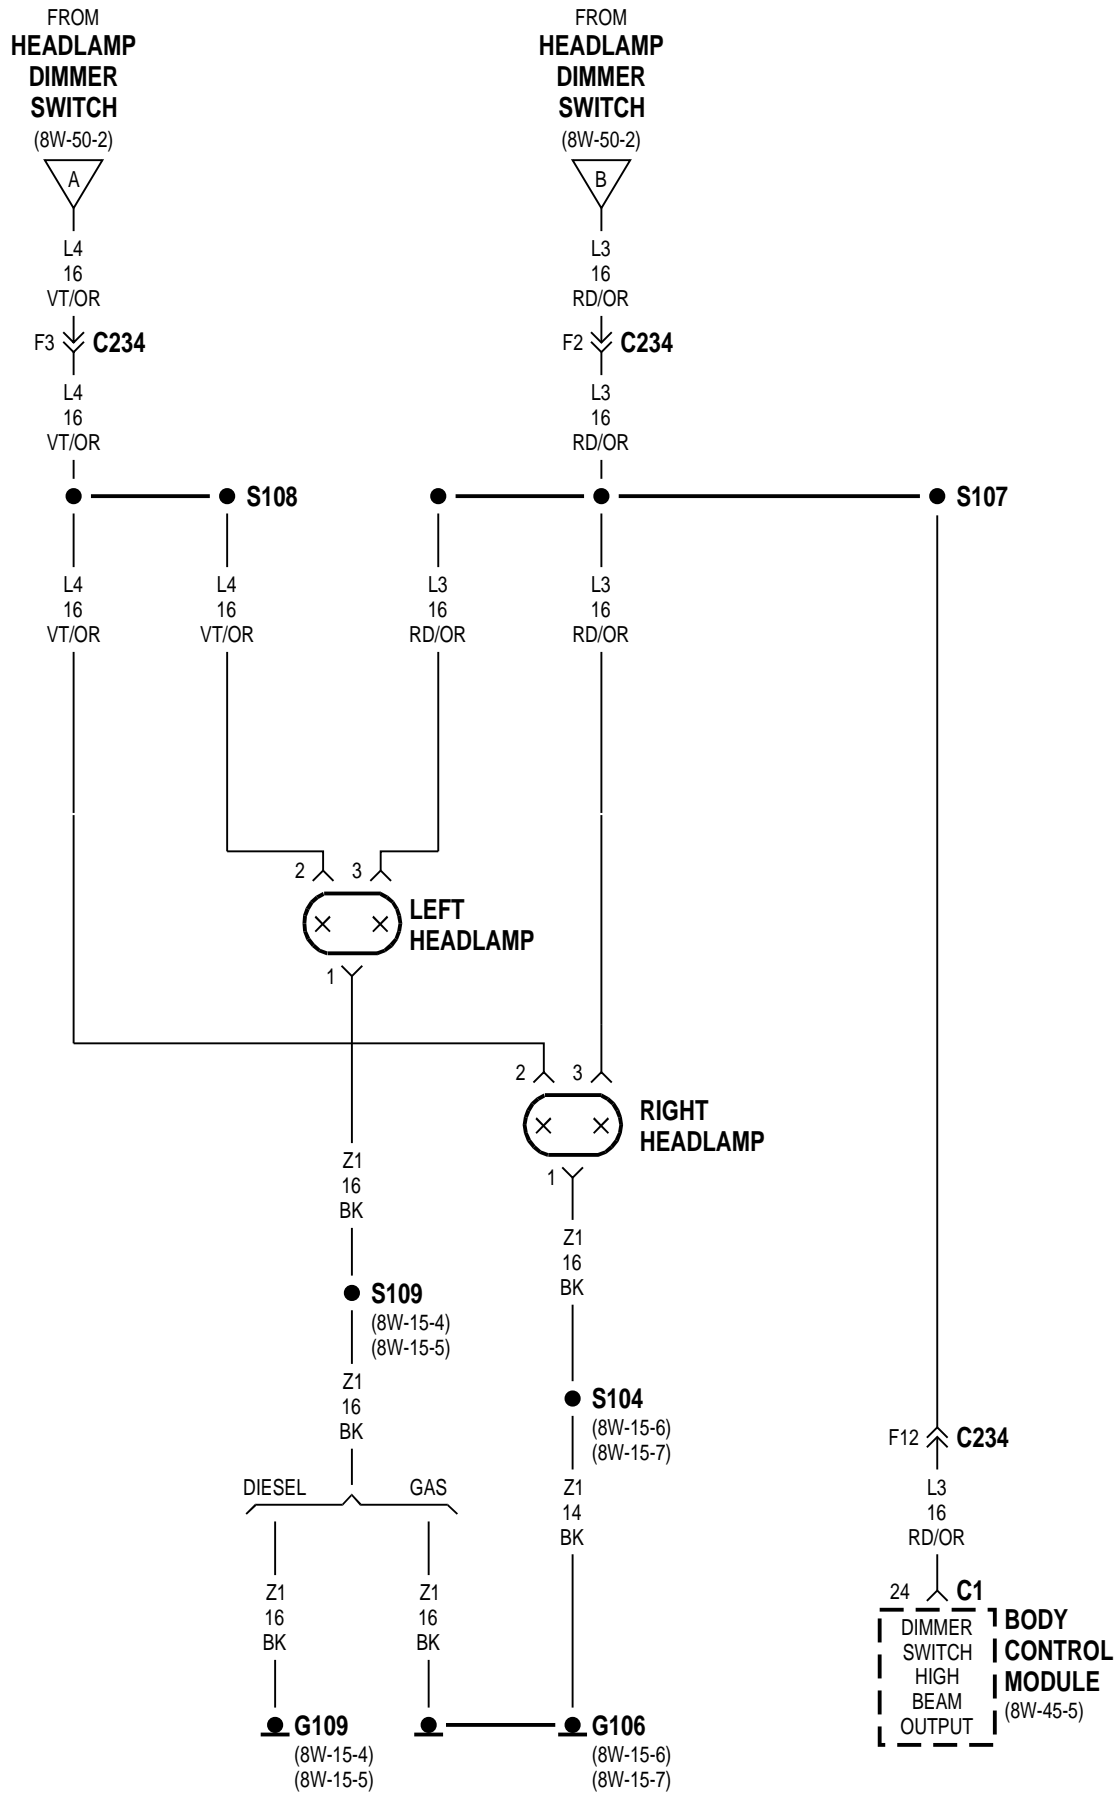 FROM
HEADLAMP
DIMMER
SWITCH
(8W-50-2)
A
L4
16
VT/OR
F3
C234
L4
16
VT/OR
FROM
HEADLAMP
DIMMER
SWITCH
(8W-50-2)
B
L3
16
RD/OR
F2
C234
L3
16
RD/OR
S108
S107
L4
16
VT/OR
L4
16
VT/OR
L3
16
RD/OR
L3
16
RD/OR
2
3
LEFT
HEADLAMP
1
2
3
RIGHT
HEADLAMP
1
Z1
16
BK
S109
(8W-15-4)
(8W-15-5)
Z1
16
BK
DIESEL
GAS
Z1
16
BK
Z1
16
BK
G109
(8W-15-4)
(8W-15-5)
Z1
16
BK
S104
(8W-15-6)
(8W-15-7)
Z1
14
BK
G106
(8W-15-6)
(8W-15-7)
F12
C234
L3
16
RD/OR
24
C1
DIMMER
SWITCH
HIGH
BEAM
OUTPUT
BODY
CONTROL
MODULE
(8W-45-5)